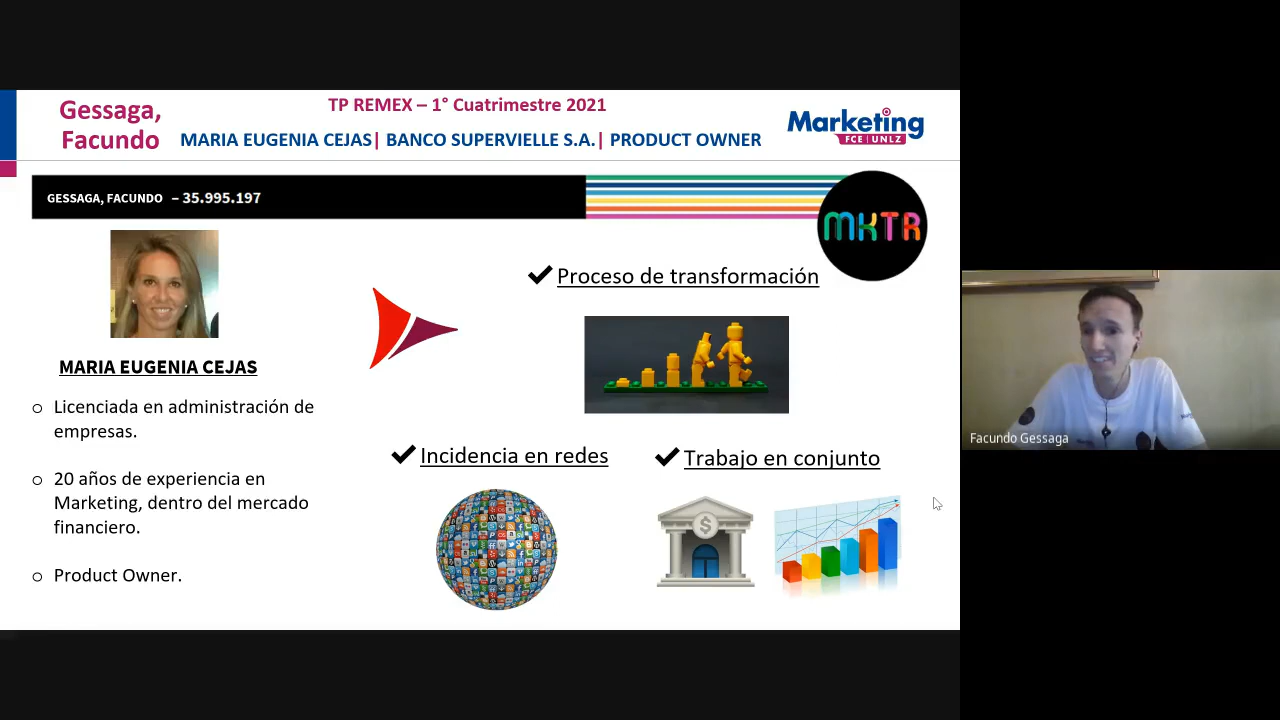 Gessaga,
Facundo
TP REMEX – 1° Cuatrimestre 2021
MARIA EUGENIA CEJAS| BANCO SUPERVIELLE S.A.| PRODUCT OWNER
Marketing
FCE | UNLZ
GESSAGA, FACUNDO – 35.995.197
MKTR
MARIA EUGENIA CEJAS
Licenciada en administración de
empresas.
20 años de experiencia en
Marketing, dentro del mercado
financiero.
Product Owner.
Proceso de transformación
Incidencia en redes
Trabajo en conjunto
$
Facundo Gessaga